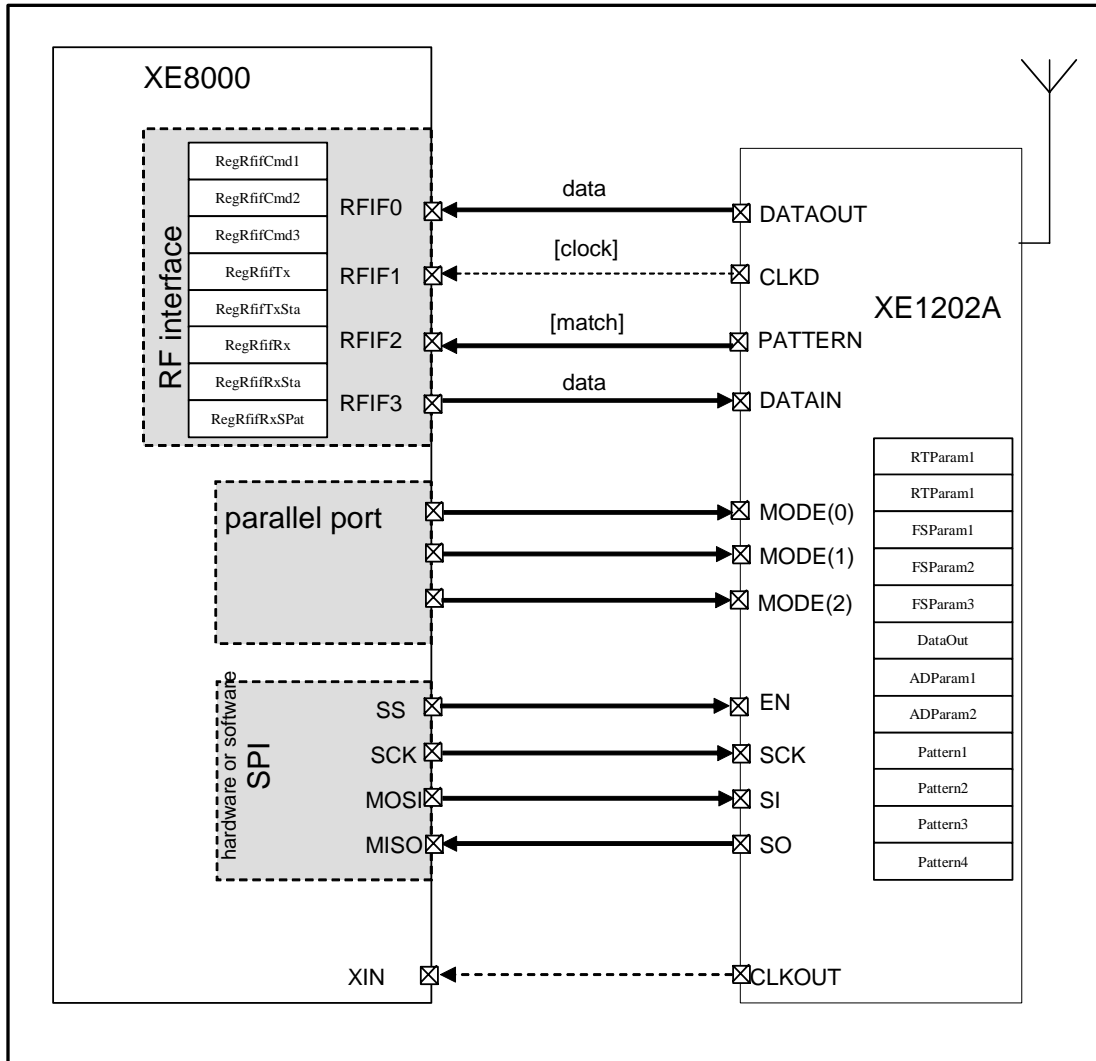 XE8000
RF interface
RegRfifCmd1
RegRfifCmd2
RegRfifCmd3
RegRfifTx
RegRfifTxSta
RegRfifRx
RegRfifRxSta
RegRfifRxSPat
RFIF0
RFIF1
RFIF2
RFIF3
data
[clock]
[match]
data
DATAOUT
CLKD
PATTERN
DATAIN
XE1202A
parallel port
MODE(0)
MODE(1)
MODE(2)
RTParam1
RTParam1
FSParam1
FSParam2
FSParam3
DataOut
ADParam1
ADParam2
Pattern1
Pattern2
Pattern3
Pattern4
hardware or software
SPI
SS
SCK
MOSI
MISO
EN
SCK
SI
SO
XIN
CLKOUT